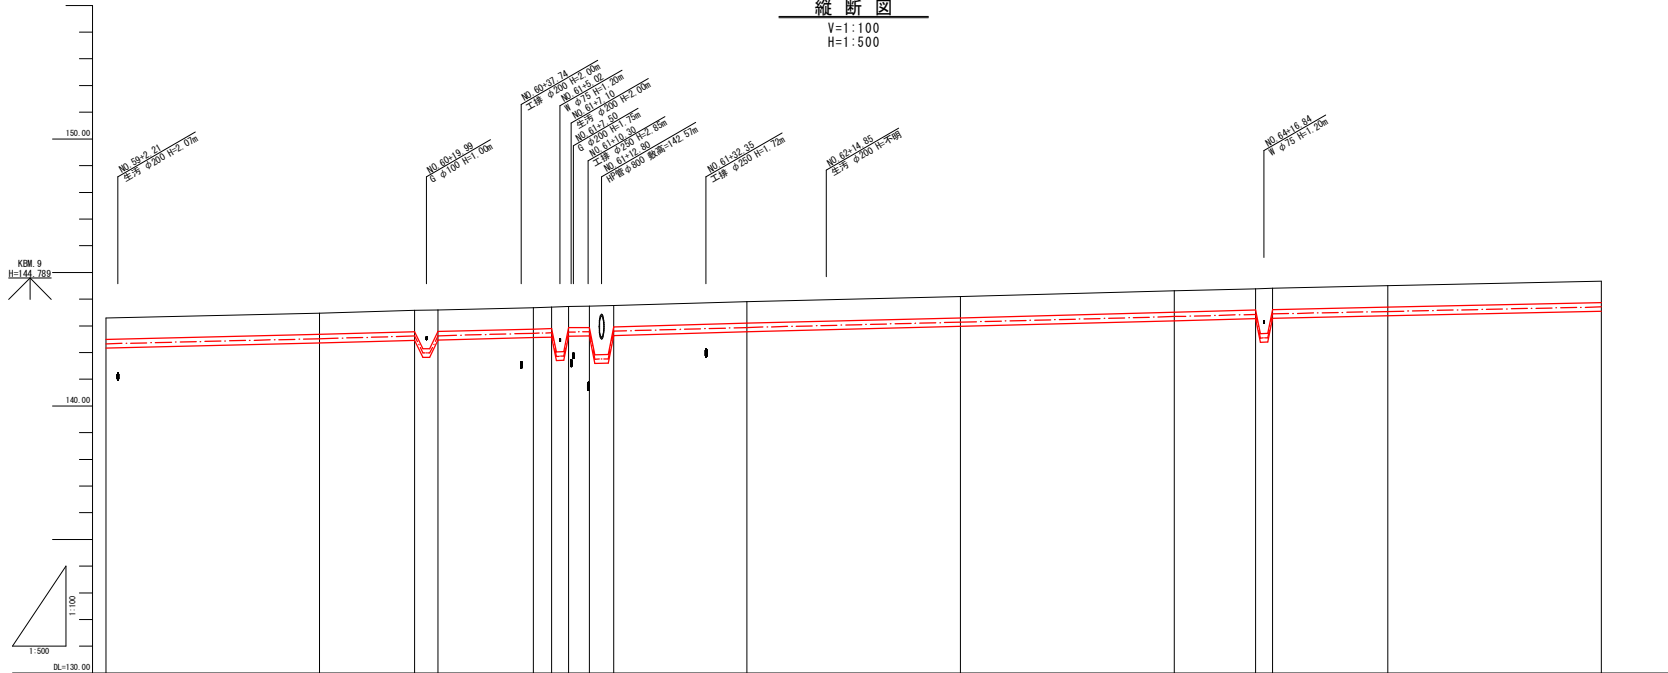 縦断図
V=1:100
H=1:500
NO.59+2.21
生汚 φ200 H=2.07m
NO.60+19.99
G φ100 H=1.00m
NO.60+37.74
工排 φ200 H=2.00m
NO.61+5.02
W φ75 H=1.20m
NO.61+7.10
生汚 φ200 H=2.00m
NO.61+7.50
G φ200 H=1.75m
NO.61+10.30
工排 φ250 H=2.85m
NO.61+12.80
HP管φ800 敷高=142.57m
NO.61+32.35
工排 φ250 H=1.72m
NO.62+14.85
生汚 φ200 H=不明
NO.64+16.84
W φ75 H=1.20m
150.00
KBM.9
H=144.789
140.00
1:100
1:500
DL=130.00